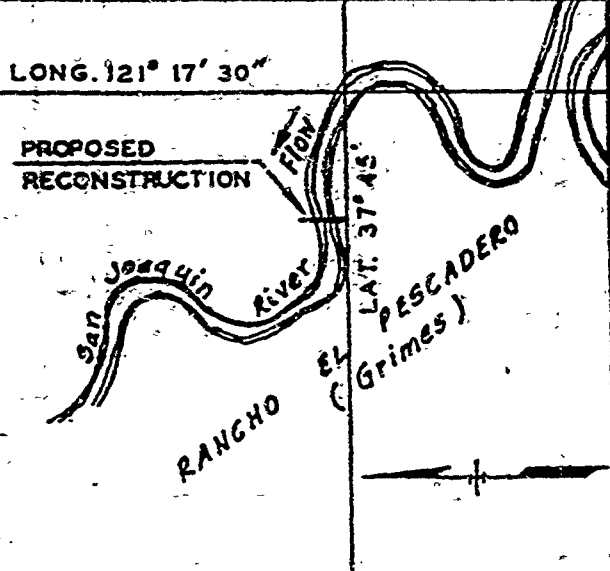 LONG. 121° 17' 30"
PROPOSED
RECONSTRUCTION
Flow
LAT. 37° 45'
San Joaquin River
RANCHO EL PESCADERO
(Grimes)